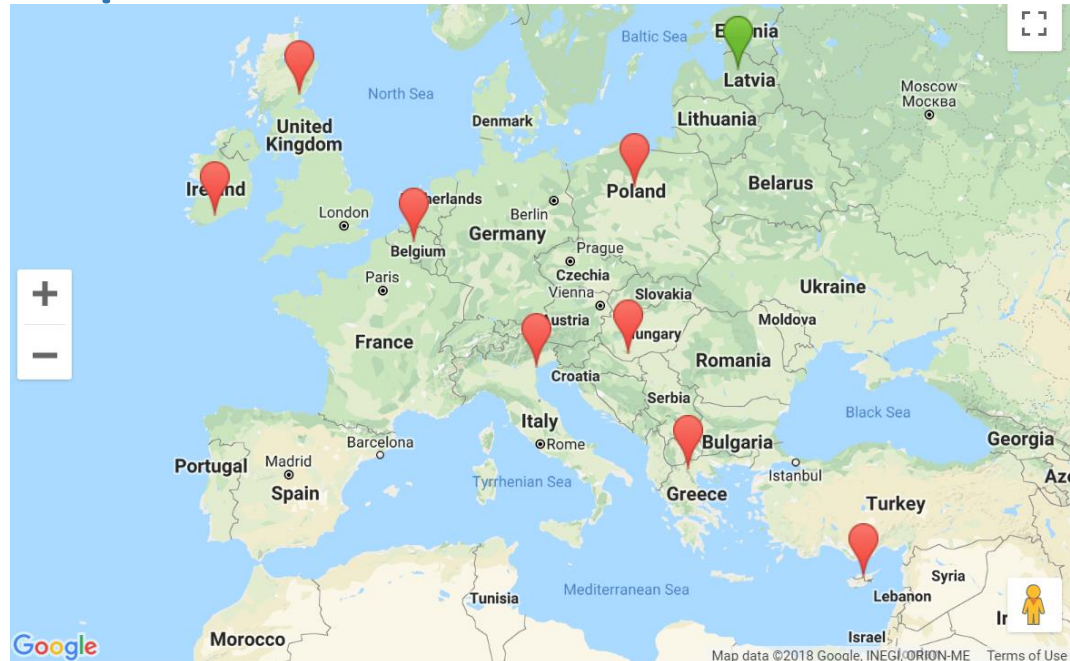 Baltic Sea
Latvia
Moscow
МОСКВА
North Sea
United
Kingdom
Denmark
Lithuania
Poland
Belarus
London
Berlin
Germany
Belgium
Prague
Czechia
Paris
Vienna
Slovakia
Ukraine
Moldova
France
Romania
Croatia
Serbia
Italy
Black Sea
Rome
Bulgaria
Georgia
Barcelona
Portugal
Madrid
Spain
Tyrrhenian Sea
Greece
Istanbul
Turkey
Mediterranean Sea
Syria
Lebanon
Tunisia
Morocco
Israel
Google
Map data ©2018 Google, INEGI, ORION-ME Terms of Use